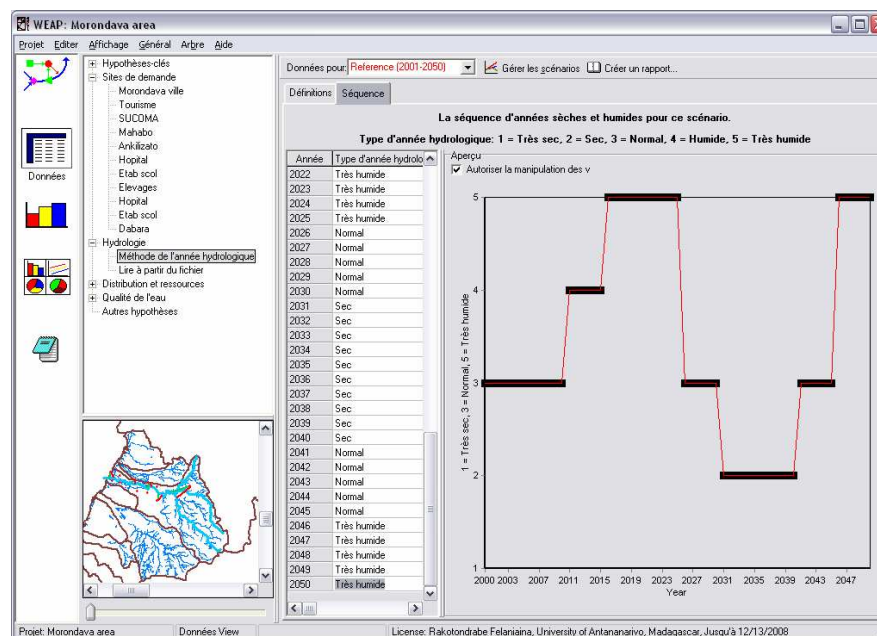 WEAP: Morondava area
Projet Editer Affichage Général Arbre Aide
Données
Hypothèses-clés
Sites de demande
Morondava ville
Tourisme
SUCOMA
Mahabo
Ankilizato
Hopital
Etab scol
Elevages
Hopital
Etab scol
Dabara
Hydrologie
Méthode de l'année hydrologique
Lire à partir du fichier
Distribution et ressources
Qualité de l'eau
Autres hypothèses
Données pour: Reference (2001-2050) Gérer les scénarios Créer un rapport...
Définitions Séquence
La séquence d'années sèches et humides pour ce scénario.
Type d'année hydrologique: 1 = Très sec, 2 = Sec, 3 = Normal, 4 = Humide, 5 = Très humide
Année Type d'année hydrolo
2022 Très humide
2023 Très humide
2024 Très humide
2025 Très humide
2026 Normal
2027 Normal
2028 Normal
2029 Normal
2030 Normal
2031 Sec
2032 Sec
2033 Sec
2034 Sec
2035 Sec
2036 Sec
2037 Sec
2038 Sec
2039 Sec
2040 Sec
2041 Normal
2042 Normal
2043 Normal
2044 Normal
2045 Normal
2046 Très humide
2047 Très humide
2048 Très humide
2049 Très humide
2050 Très humide
Aperçu
Autoriser la manipulation des v
1 = Très sec, 3 = Normal, 5 = Très humide
5
4
3
2
1
2000 2003 2007 2011 2015 2019 2023 2027 2031 2035 2039 2043 2047
Year
Projet: Morondava area Données View License: Rakotondrabe Felaniaina, University of Antananarivo, Madagascar, Jusqu'à 12/13/2008